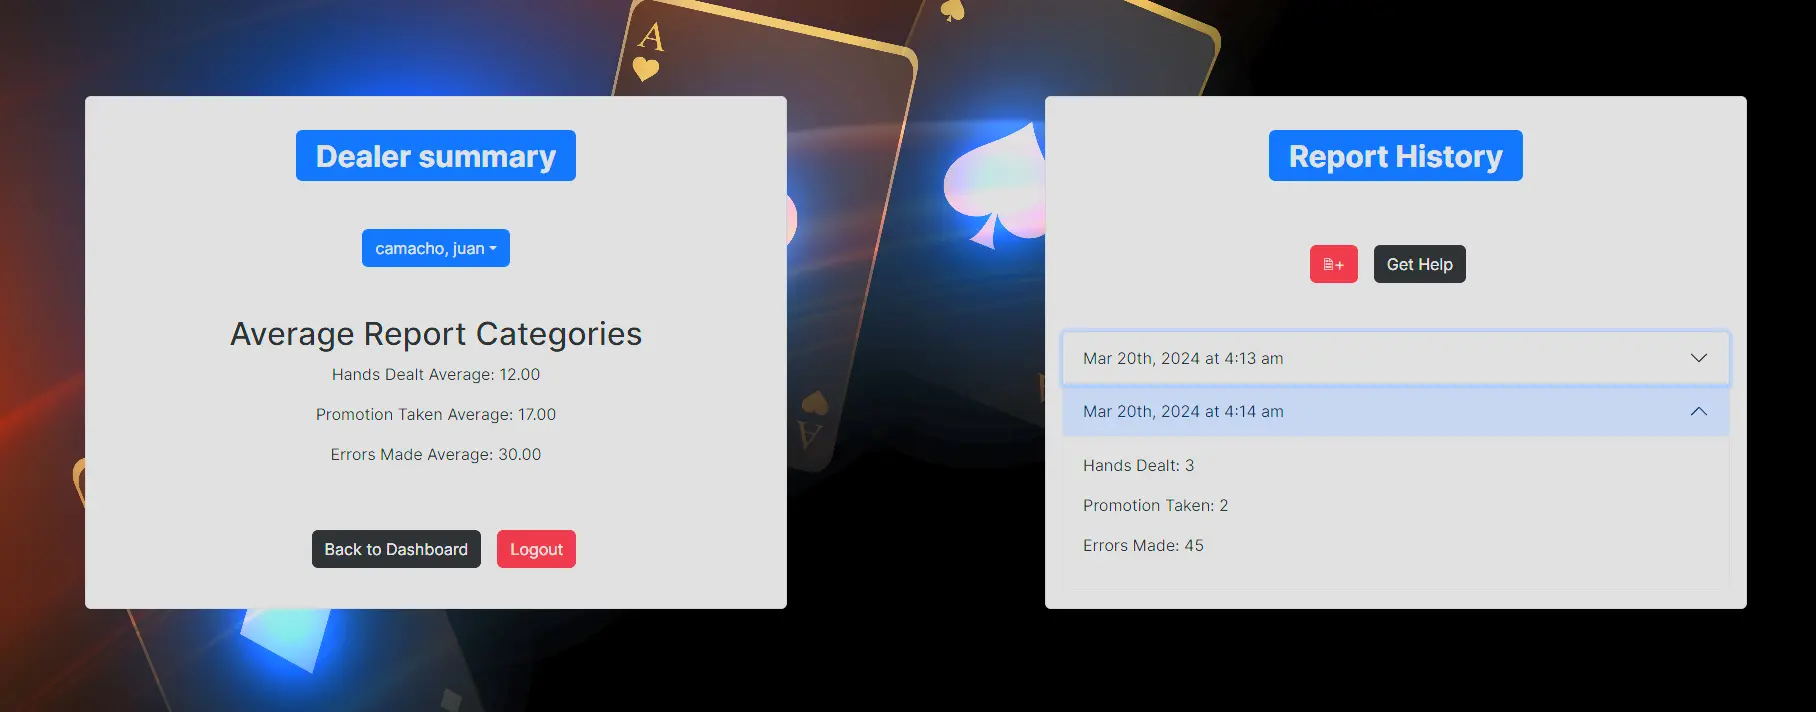 A
Dealer summary
camacho, juan
Average Report Categories
Hands Dealt Average: 12.00
Promotion Taken Average: 17.00
Errors Made Average: 30.00
Back to Dashboard
Logout
A
Report History
+
Get Help
Mar 20th, 2024 at 4:13 am
Mar 20th, 2024 at 4:14 am
Hands Dealt: 3
Promotion Taken: 2
Errors Made: 45